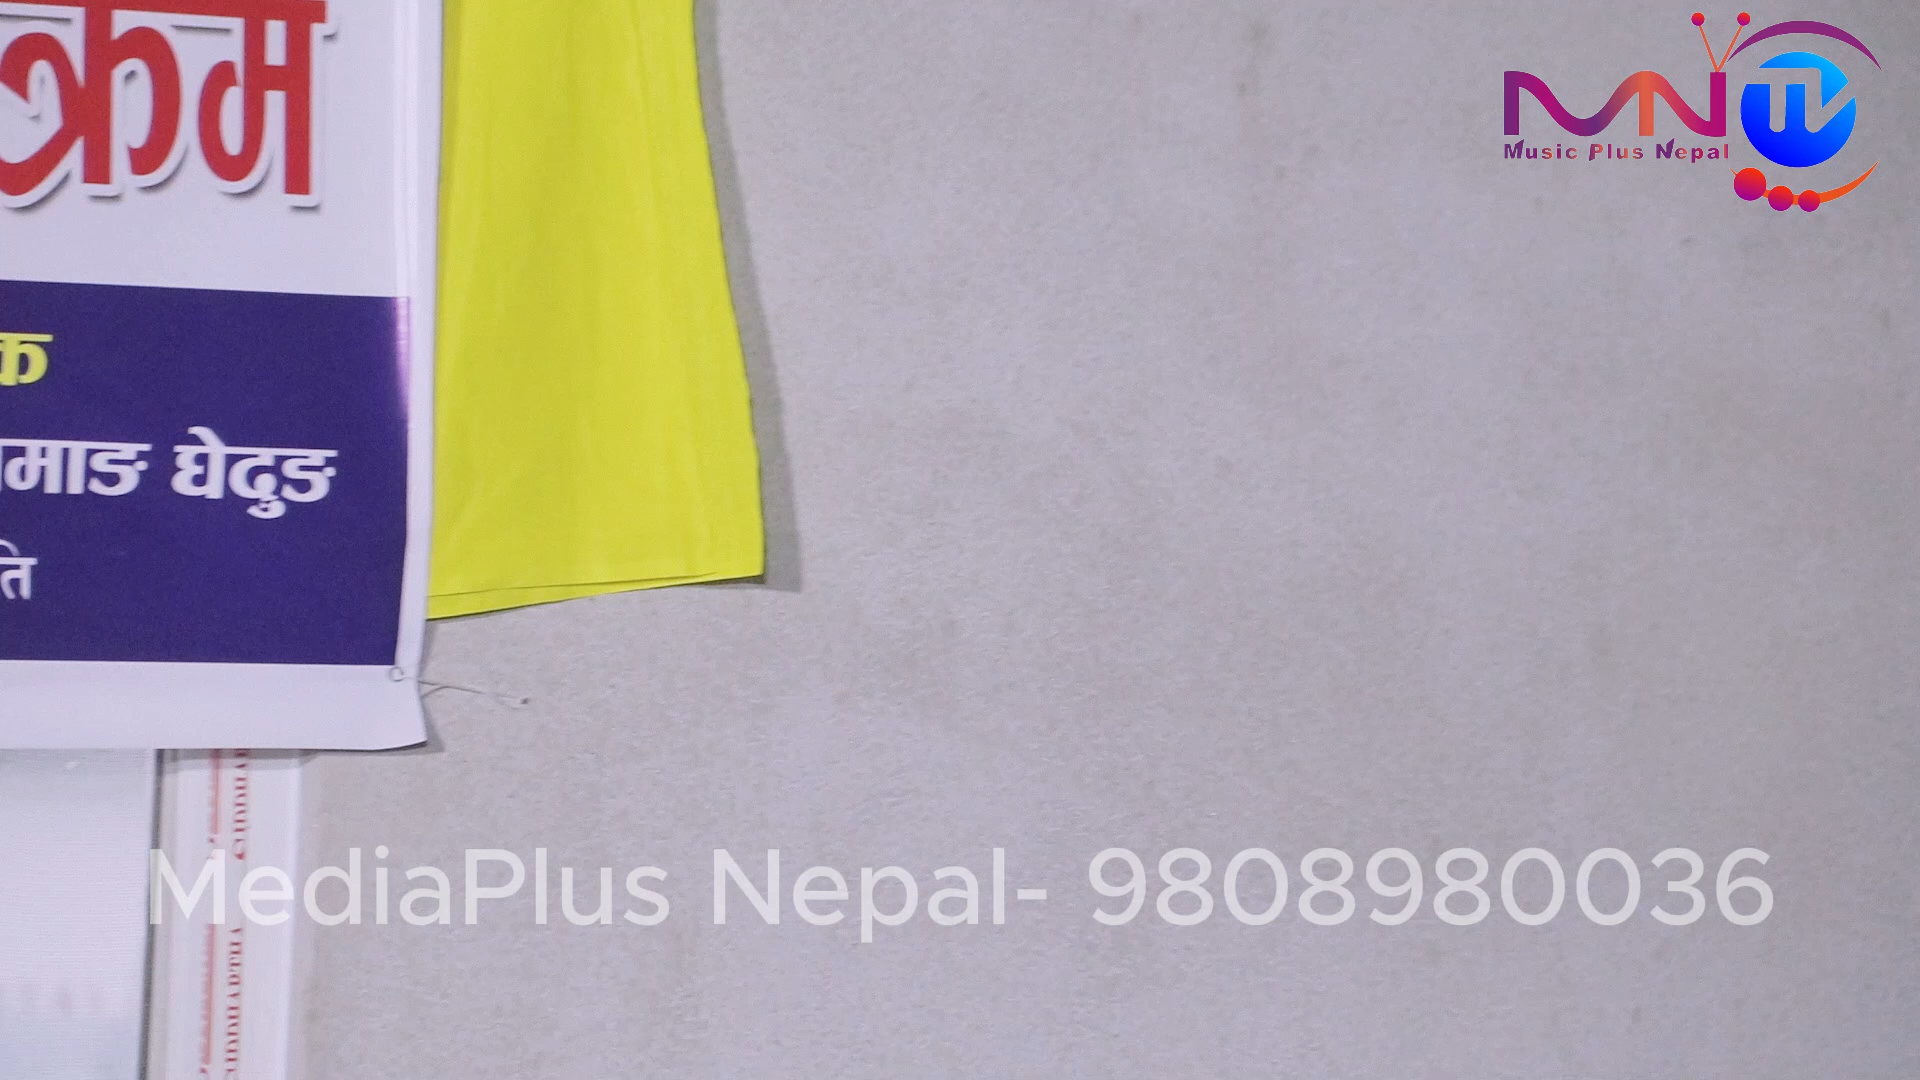 क्रम
Music Plus Nepal
क
माङ घेदुङ
ति
MediaPlus Nepal- 9808980036